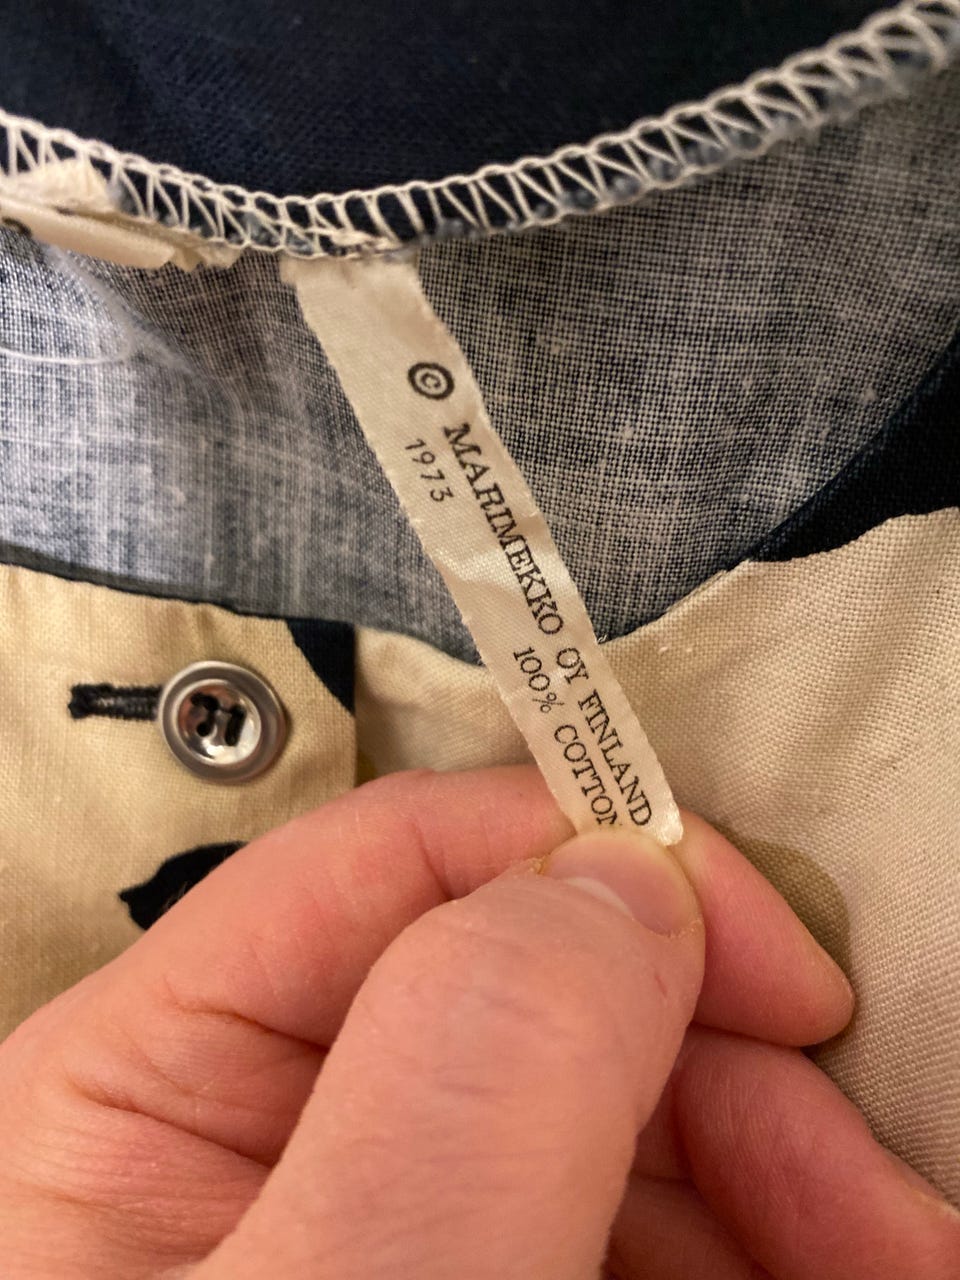 © MARIMEKKO OY FINLAND
1973 100% COTTON